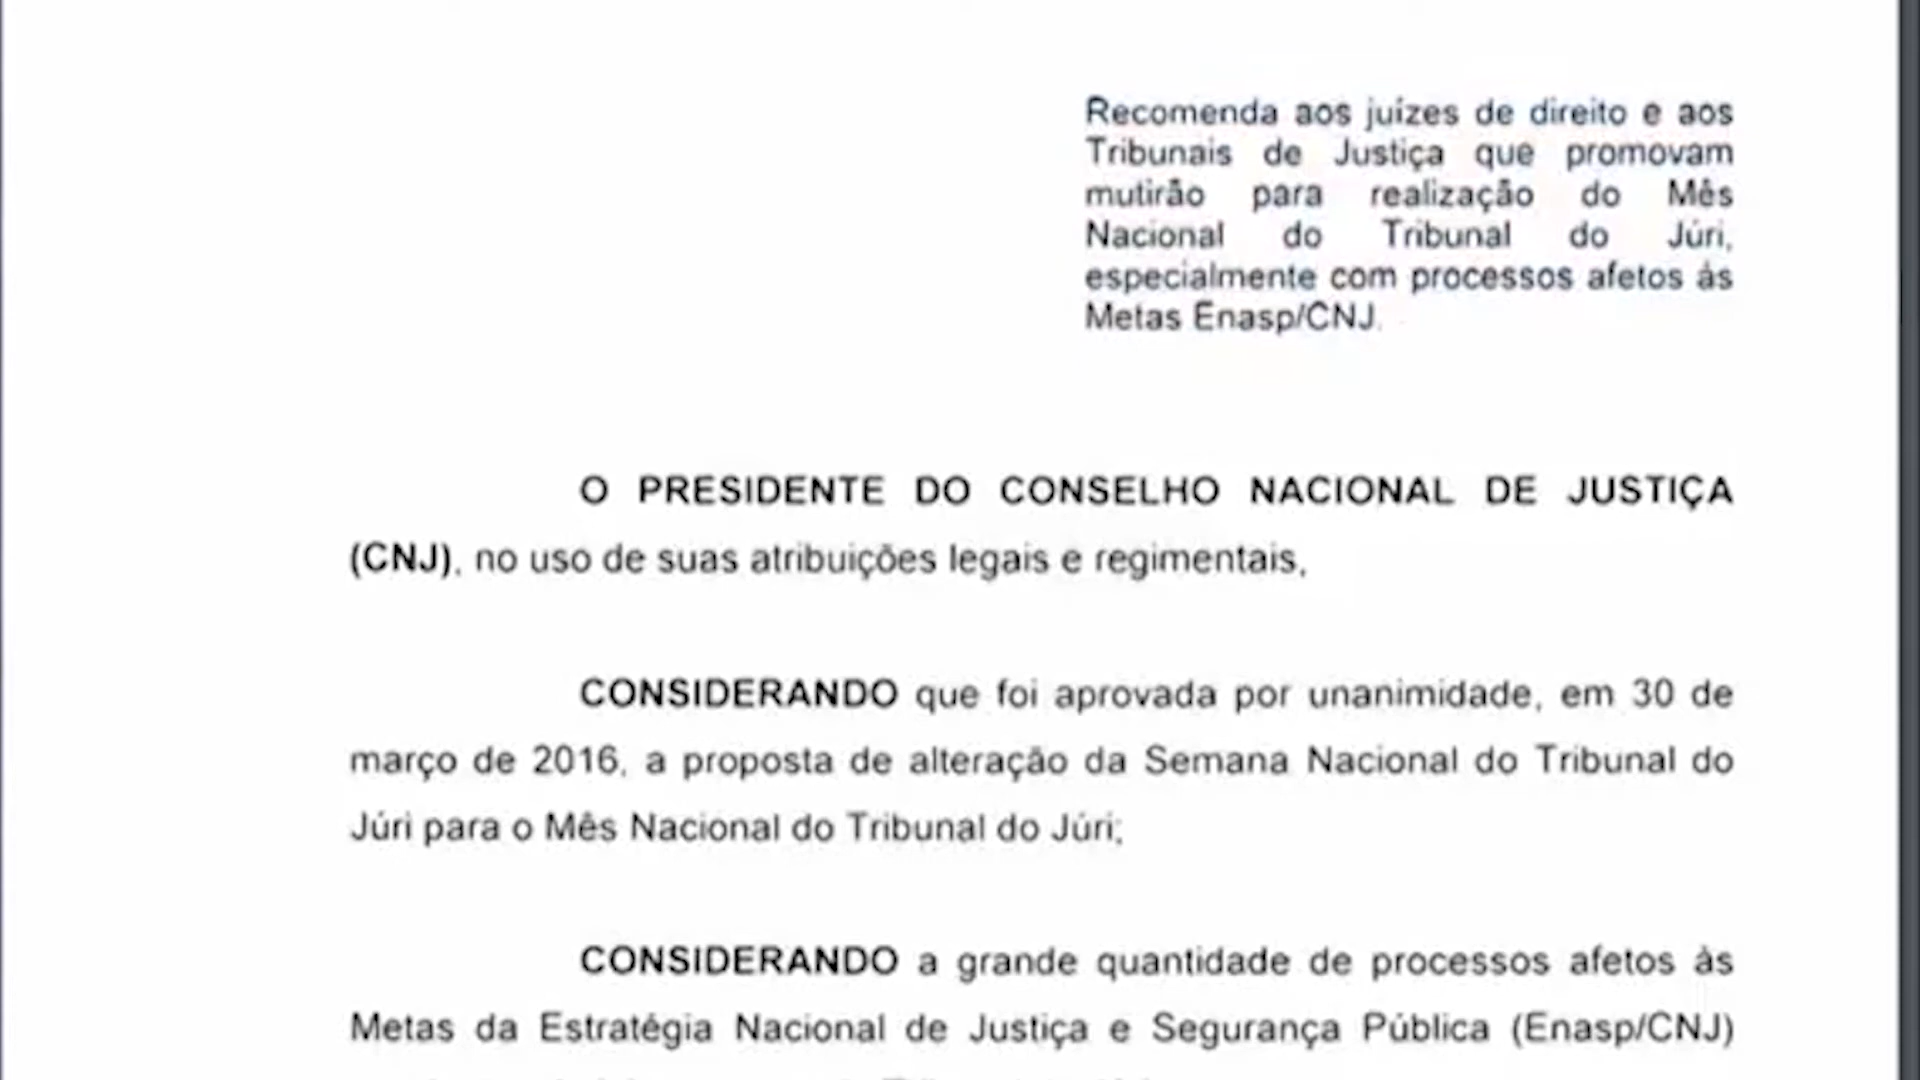 Recomenda aos juízes de direito e aos
Tribunais de Justiça que promovam
mutirão para realização do Mês
Nacional do Tribunal do Júri,
especialmente com processos afetos às
Metas Enasp/CNJ.
O PRESIDENTE DO CONSELHO NACIONAL DE JUSTIÇA
(CNJ), no uso de suas atribuições legais e regimentais,
CONSIDERANDO que foi aprovada por unanimidade, em 30 de
março de 2016, a proposta de alteração da Semana Nacional do Tribunal do
Júri para o Mês Nacional do Tribunal do Júri;
CONSIDERANDO a grande quantidade de processos afetos às
Metas da Estratégia Nacional de Justiça e Segurança Pública (Enasp/CNJ)